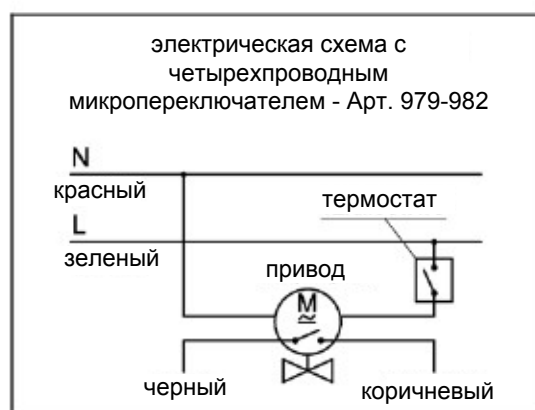 электрическая схема с
четырехпроводным
микропереключателем - Арт. 979-982
N
красный
термостат
L
зеленый
привод
M
черный
коричневый